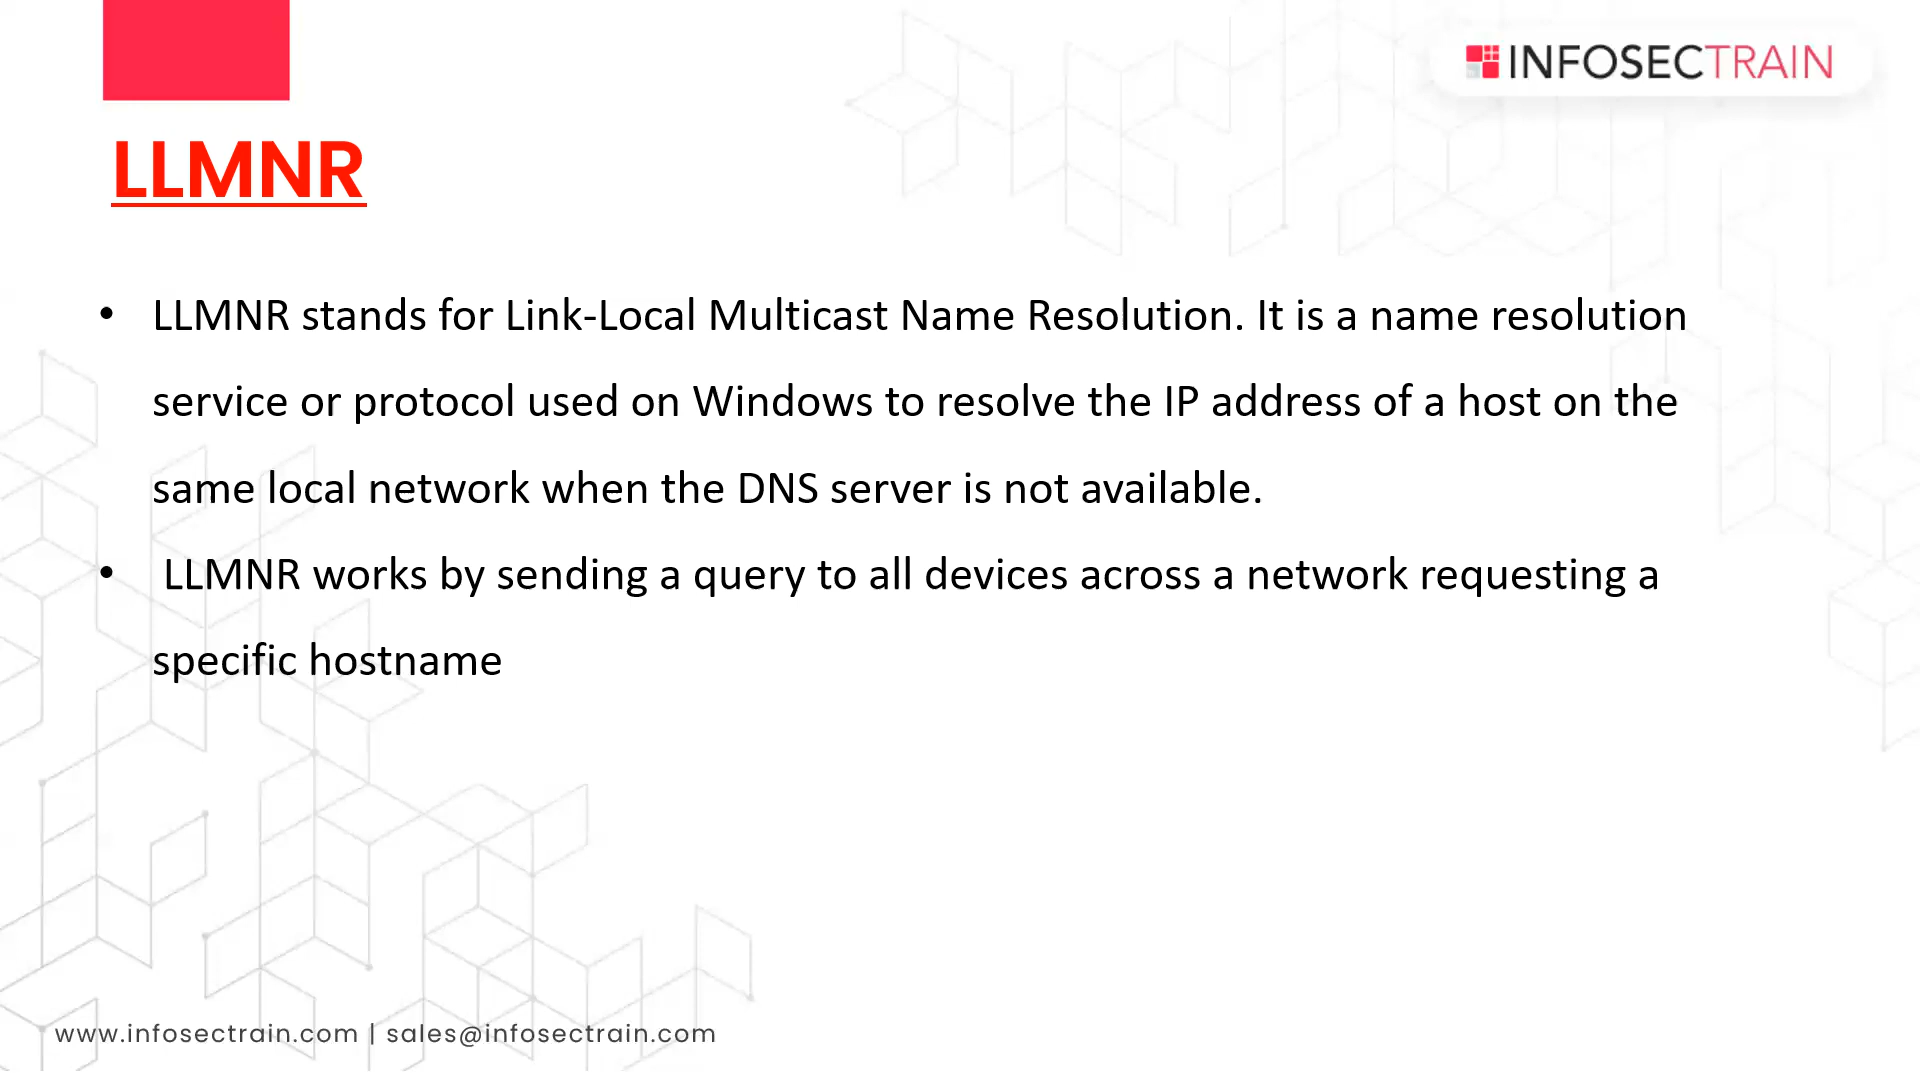 INFOSECTRAIN
LLMNR
• LLMNR stands for Link-Local Multicast Name Resolution. It is a name resolution
service or protocol used on Windows to resolve the IP address of a host on the
same local network when the DNS server is not available.
• LLMNR works by sending a query to all devices across a network requesting a
specific hostname
www.infosectrain.com | sales@infosectrain.com